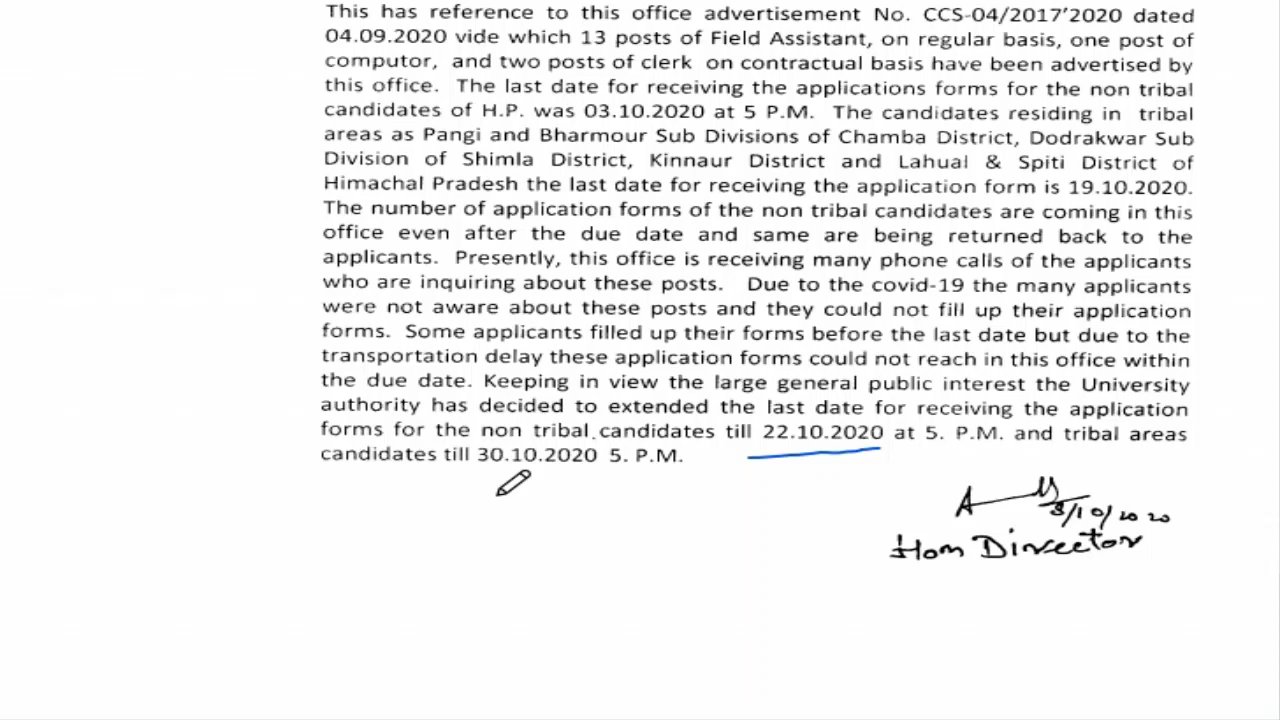 This has reference to this office advertisement No. CCS-04/2017'2020 dated
04.09.2020 vide which 13 posts of Field Assistant, on regular basis, one post of
computor, and two posts of clerk on contractual basis have been advertised by
this office. The last date for receiving the applications forms for the non tribal
candidates of H.P. was 03.10.2020 at 5 P.M. The candidates residing in tribal
areas as Pangi and Bharmour Sub Divisions of Chamba District, Dodrakwar Sub
Division of Shimla District, Kinnaur District and Lahual & Spiti District of
Himachal Pradesh the last date for receiving the application form is 19.10.2020.
The number of application forms of the non tribal candidates are coming in this
office even after the due date and same are being returned back to the
applicants. Presently, this office is receiving many phone calls of the applicants
who are inquiring about these posts. Due to the covid-19 the many applicants
were not aware about these posts and they could not fill up their application
forms. Some applicants filled up their forms before the last date but due to the
transportation delay these application forms could not reach in this office within
the due date. Keeping in view the large general public interest the University
authority has decided to extended the last date for receiving the application
forms for the non tribal candidates till 22.10.2020 at 5. P.M. and tribal areas
candidates till 30.10.2020 5. P.M.
8/10/2020
Hon Director